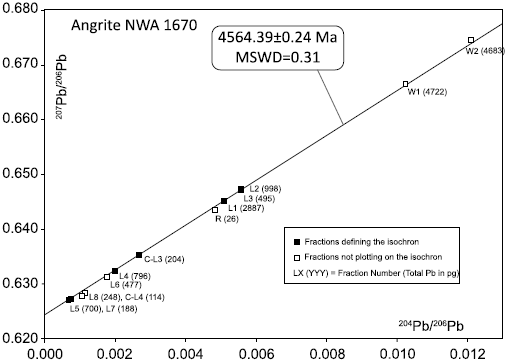 Angrite NWA 1670
4564.39±0.24 Ma
MSWD=0.31
207Pb/206Pb
0.680
0.670
0.660
0.650
0.640
0.630
0.620
W2 (4683)
W1 (4722)
L2 (998)
L3 (495)
L1 (2887)
R (26)
C-L3 (204)
L4 (796)
L6 (477)
L8 (248), C-L4 (114)
L5 (700), L7 (188)
Fractions defining the isochron
Fractions not plotting on the isochron
LX (YYY) = Fraction Number (Total Pb in pg)
204Pb/206Pb
0.000
0.002
0.004
0.006
0.008
0.010
0.012